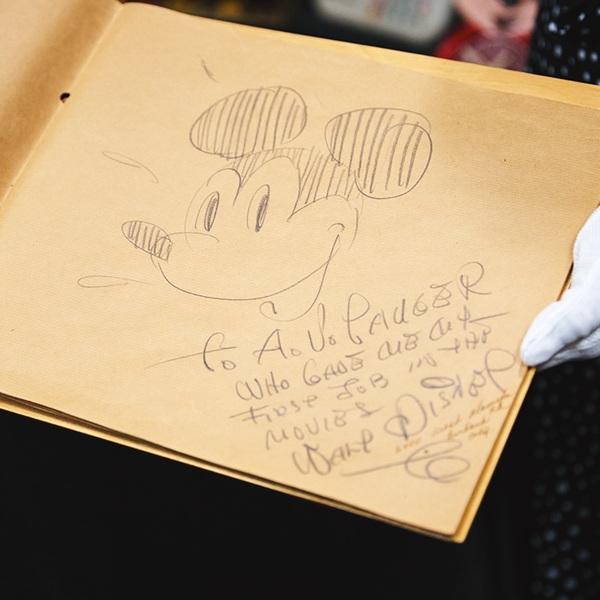 To A. V. Cauger
who Gave me my
First Job in the
movies
Walt Disney